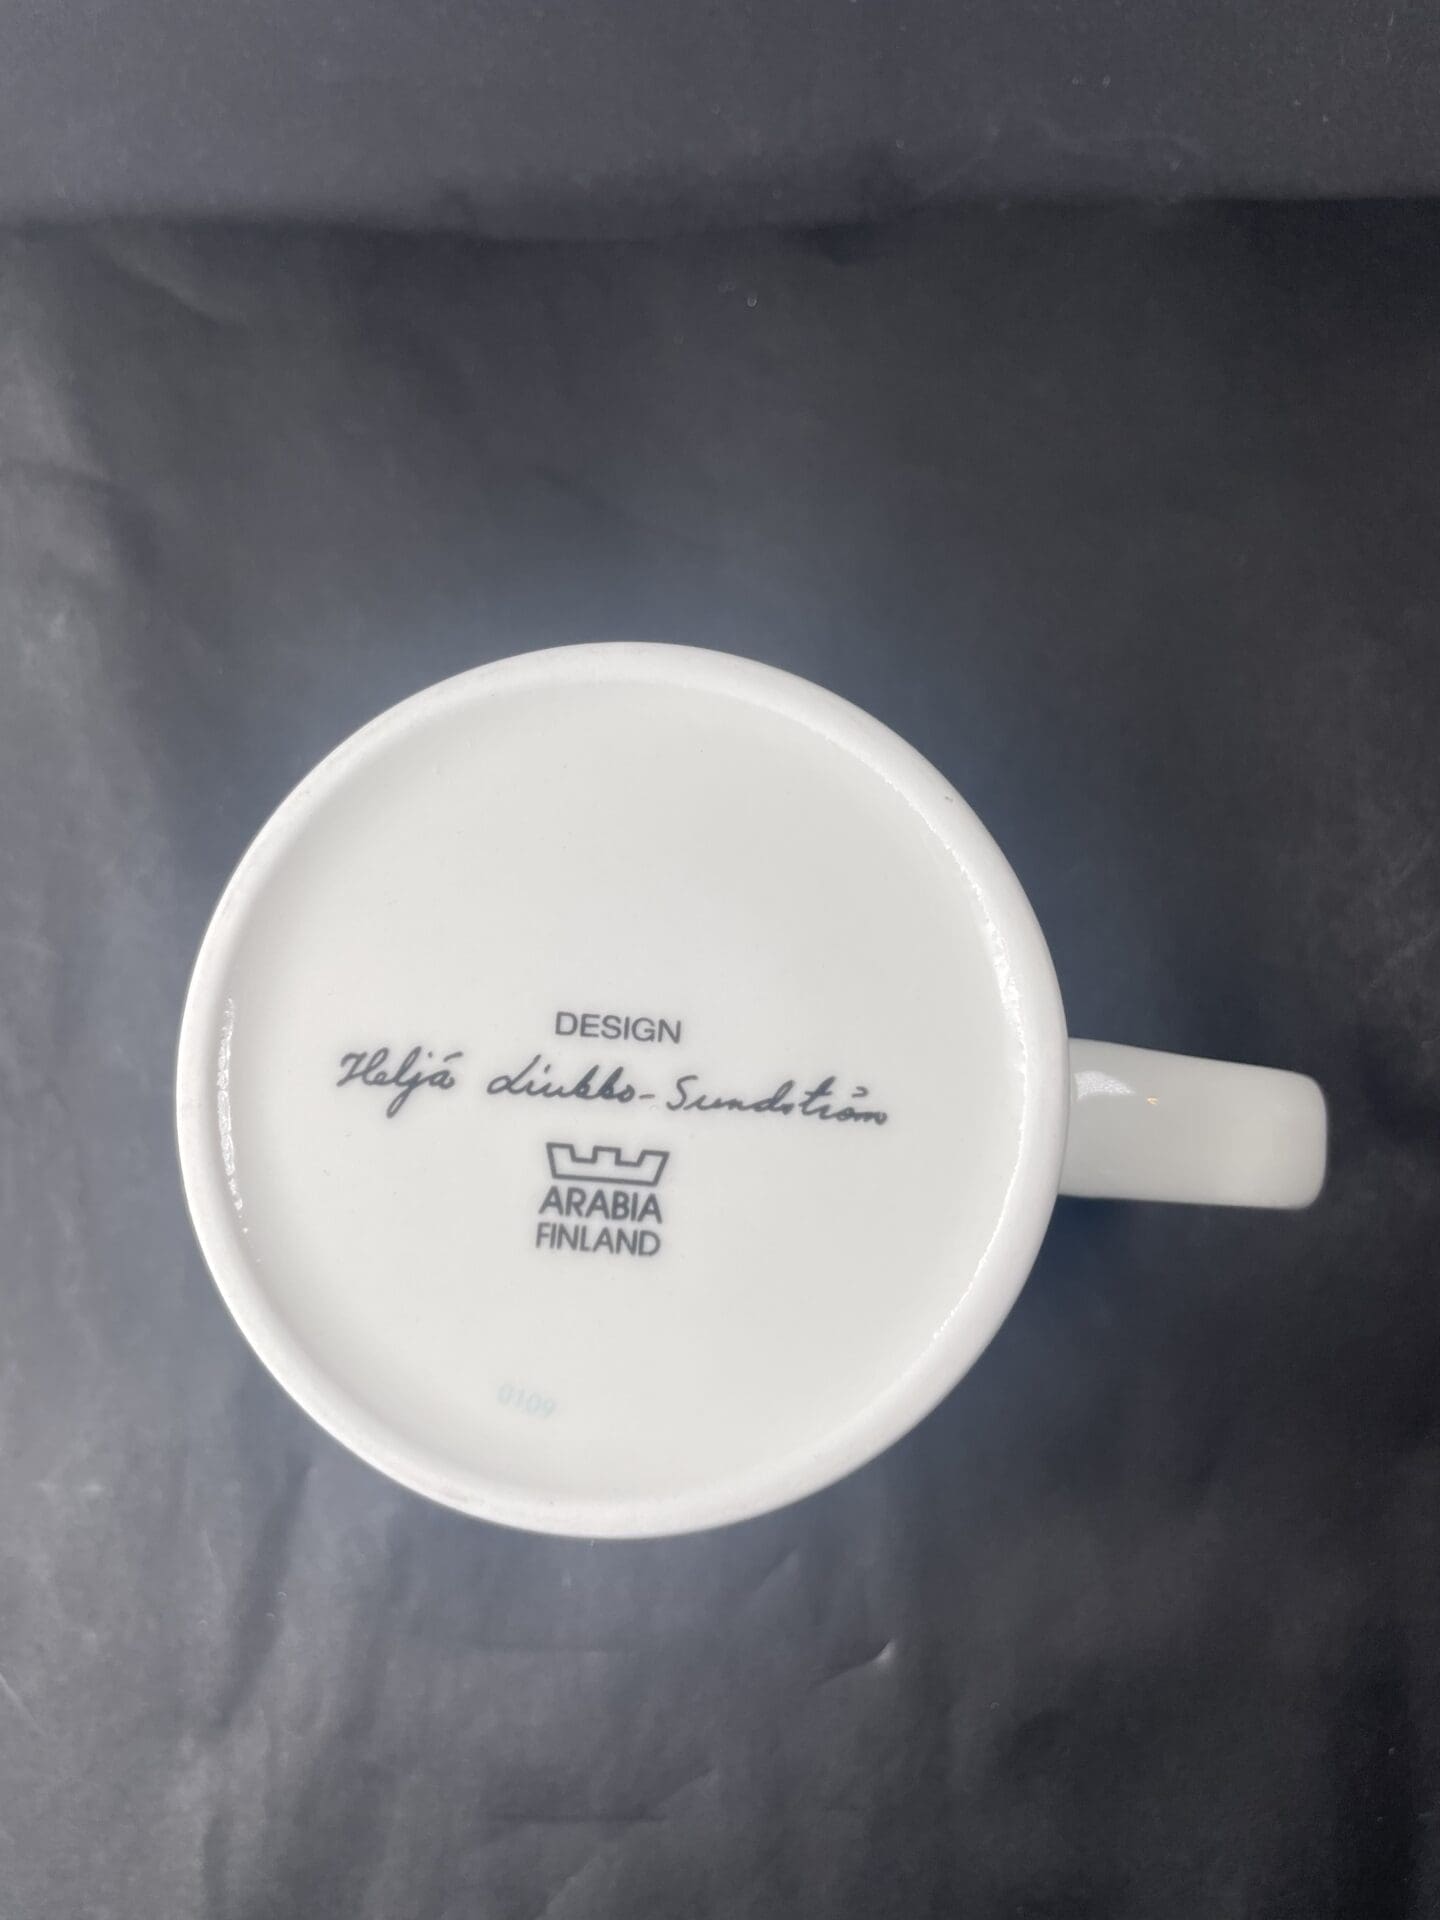 DESIGN
Heljä Liukko-Sundström
ARABIA
FINLAND
0109